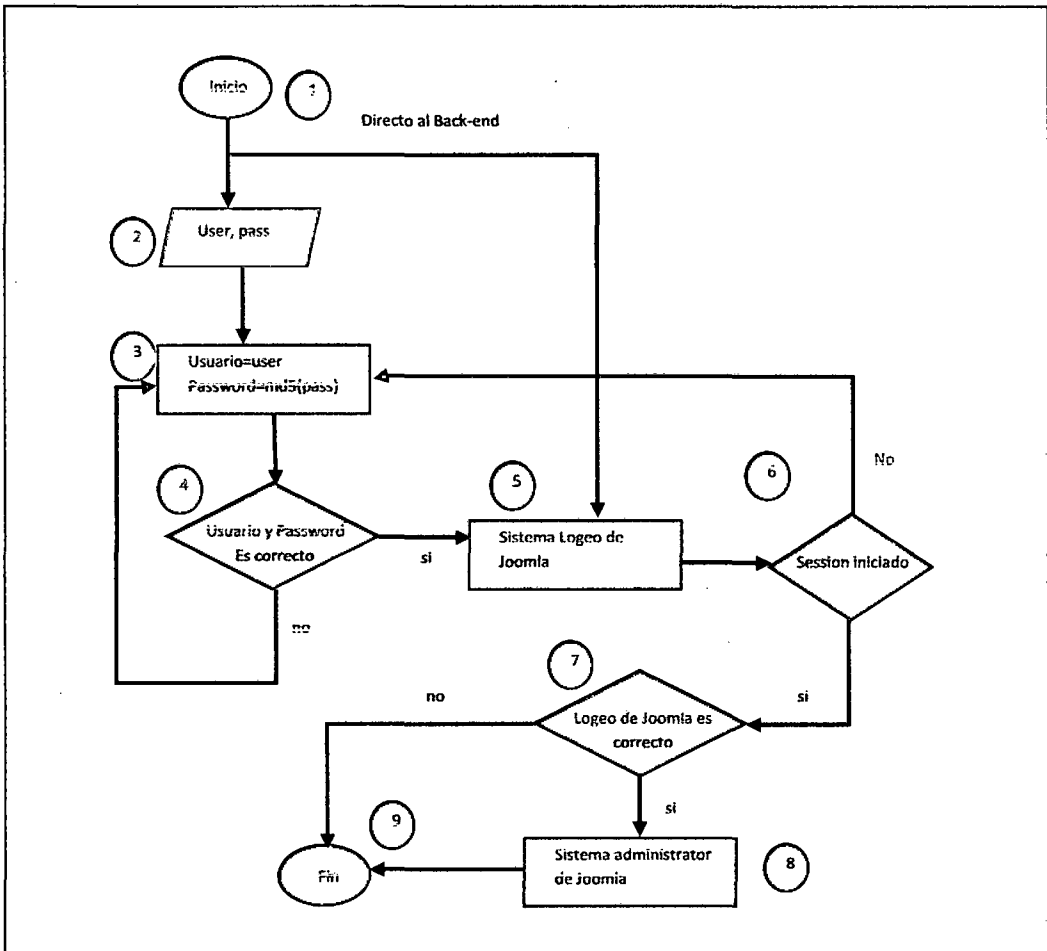 Inicio
1
Directo al Back-end
2
User, pass
3
Usuario=user
Password=md5(pass)
4
Usuario y Password
Es correcto
si
no
5
Sistema Logeo de
Joomla
6
No
Session iniciado
si
7
Logeo de Joomla es
correcto
no
si
8
Sistema administrator
de Joomla
9
Fin